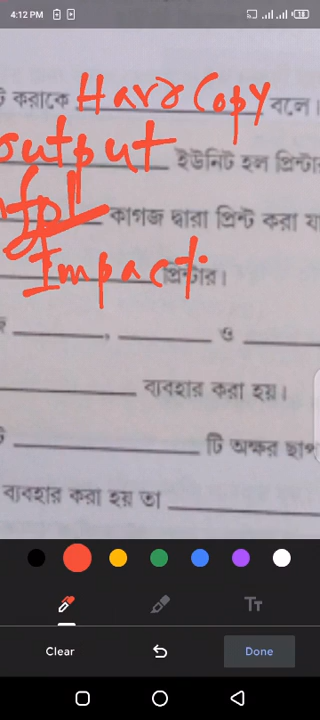 4:12 PM
টি করাকে Hard Copy বলে।
output ইউনিট হল প্রিন্টার
কাগজ দ্বারা প্রিন্ট করা যা
Impact প্রিন্টার।
, ও
ব্যবহার করা হয়।
টি টি অক্ষর ছাপ
ব্যবহার করা হয় তা
Tт
Clear Done